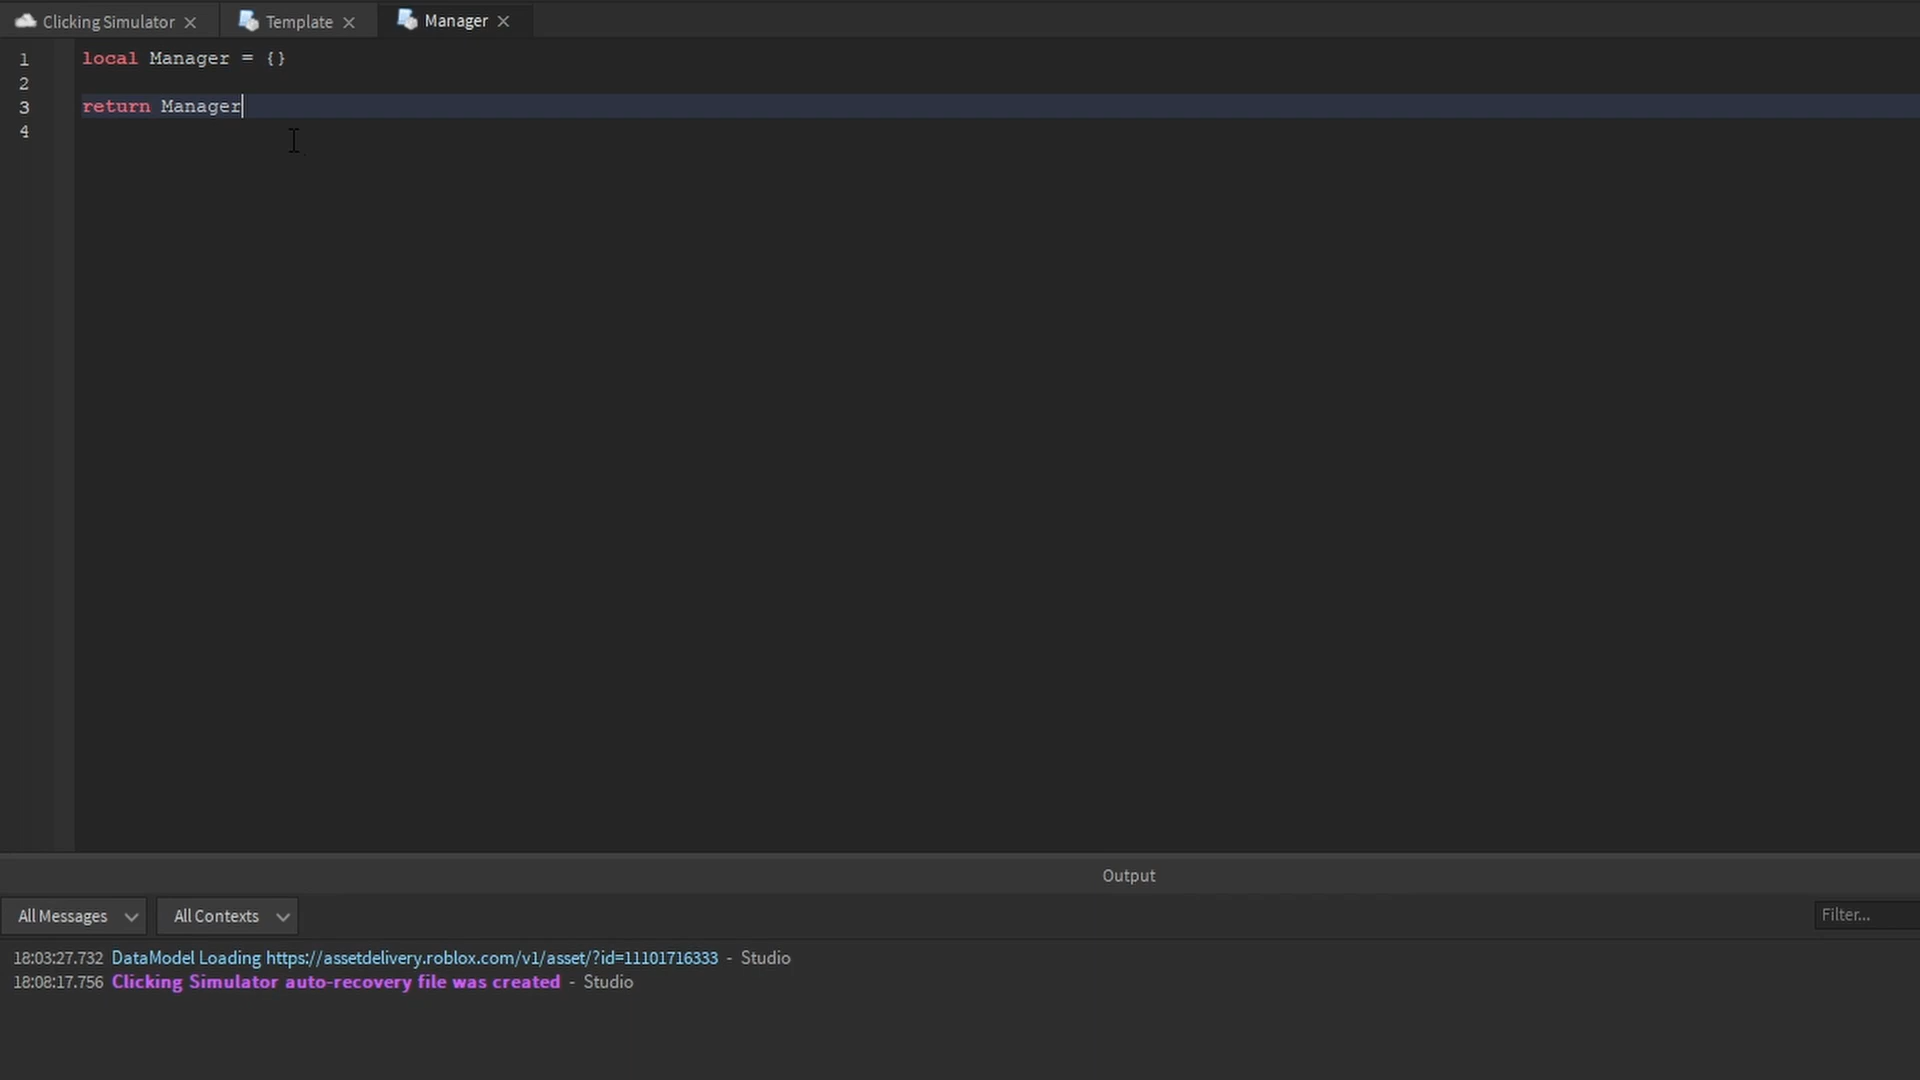 Clicking Simulator
Template
Manager
1 local Manager = {}
2
3 return Manager
4
Output
All Messages
All Contexts
Filter...
18:03:27.732 DataModel Loading https://assetdelivery.roblox.com/v1/asset/?id=11101716333 - Studio
18:08:17.756 Clicking Simulator auto-recovery file was created - Studio